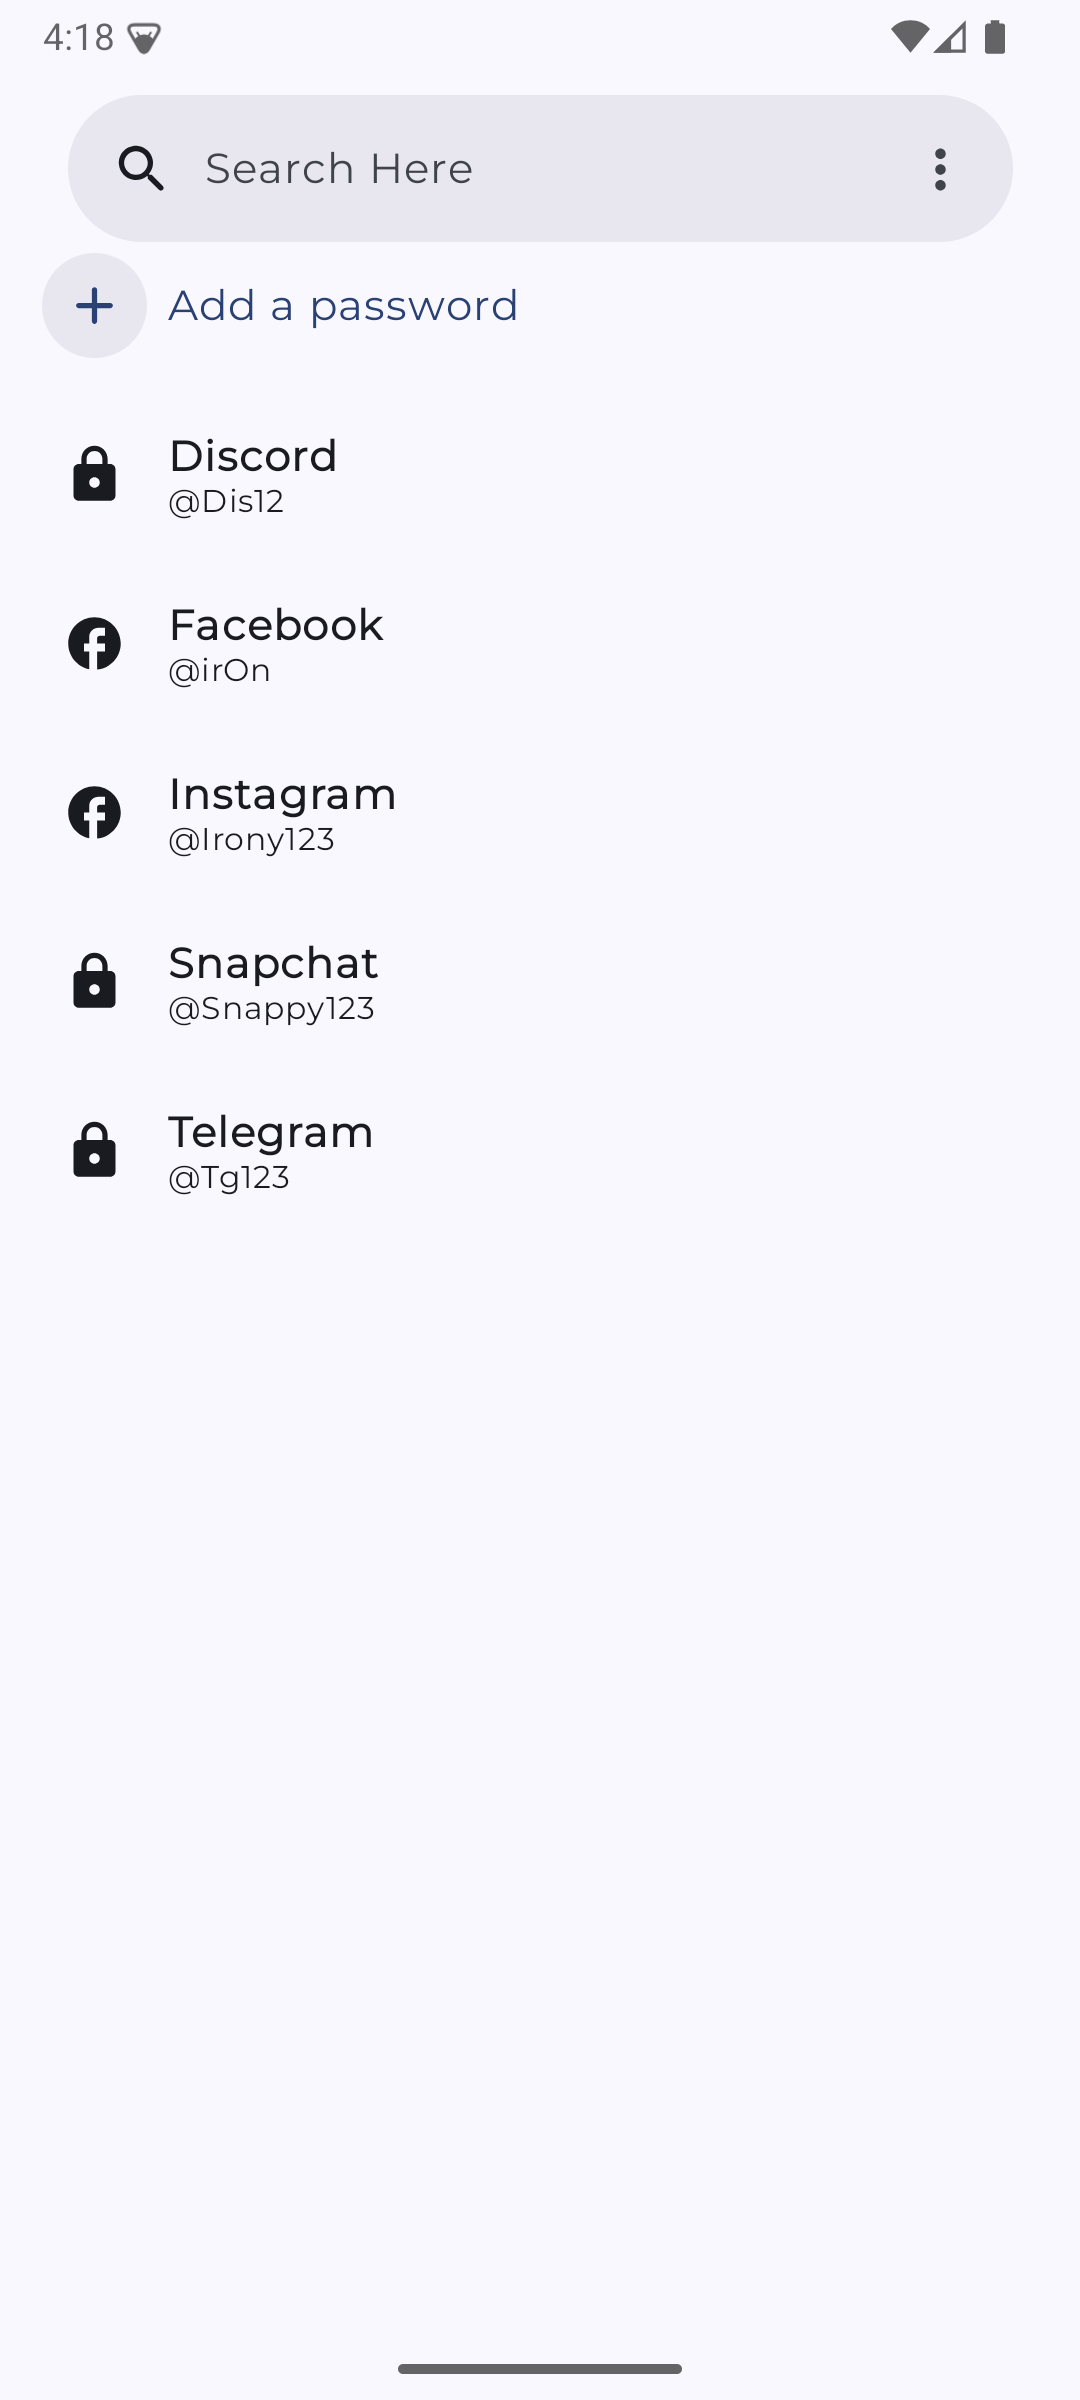 4:18
Search Here
Add a password
Discord
@Dis12
Facebook
@irOn
Instagram
@Irony123
Snapchat
@Snappy123
Telegram
@Tg123